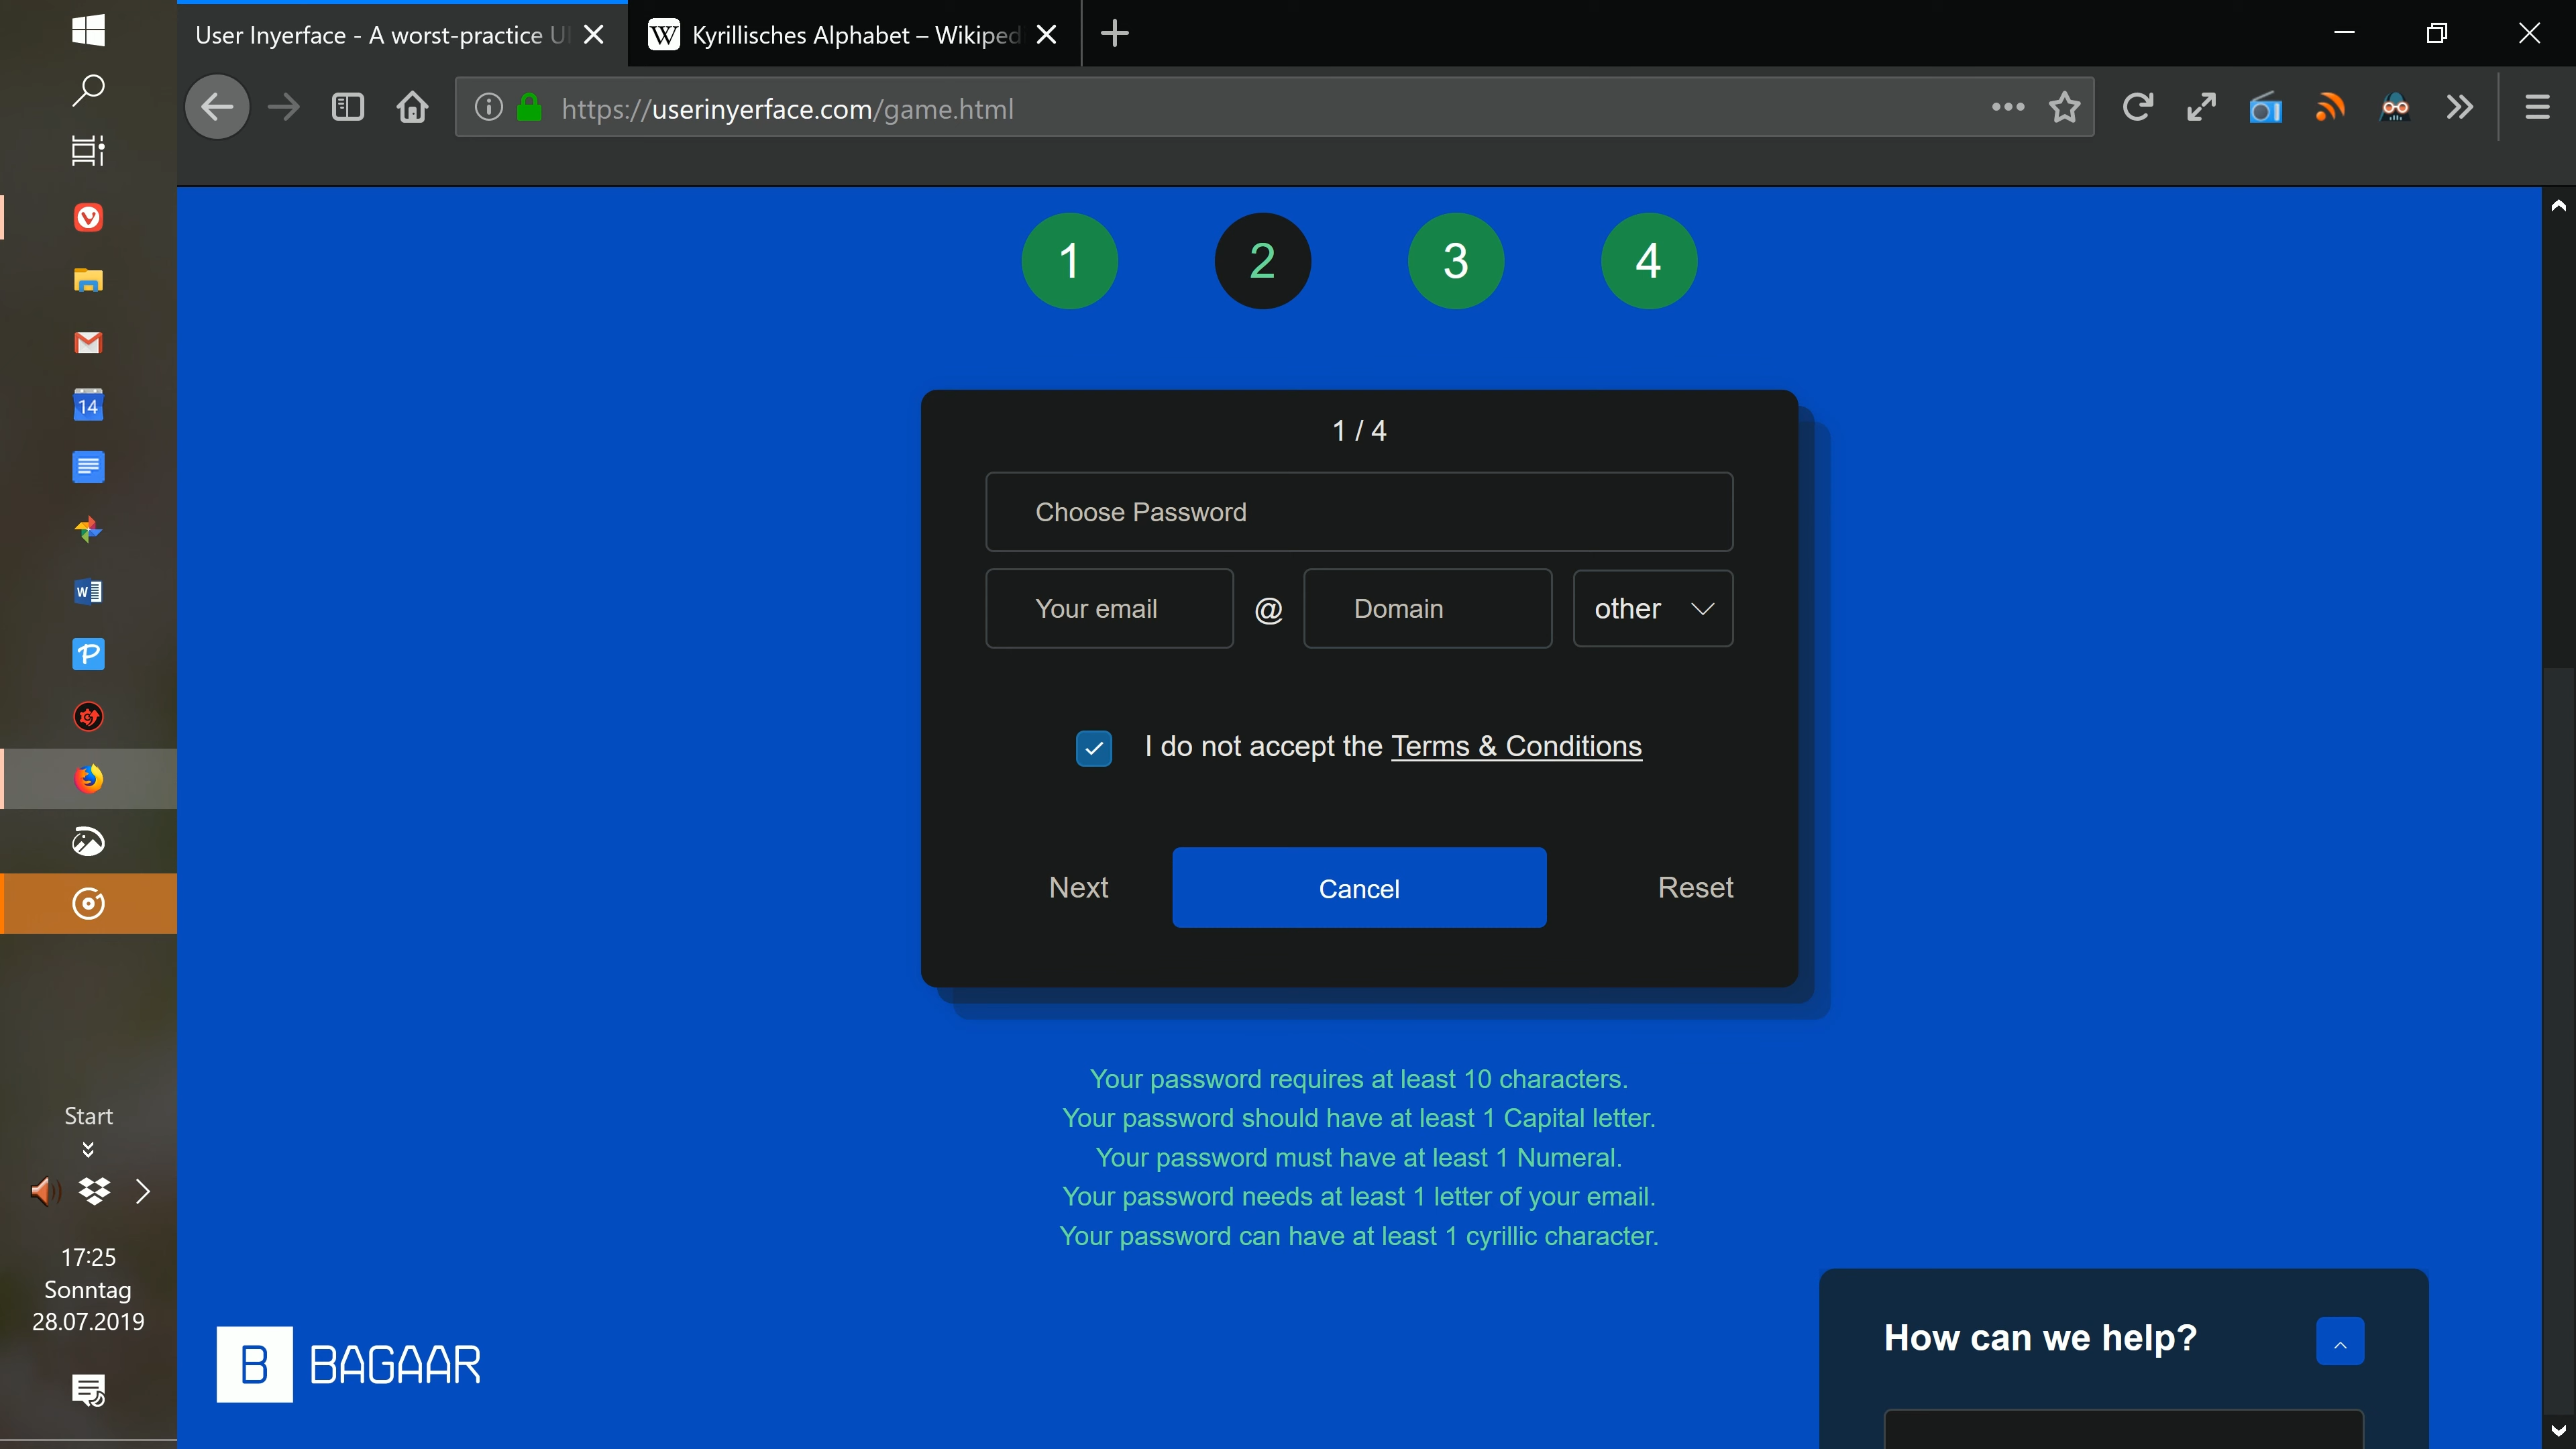 User Inyerface - A worst-practice UI
Kyrillisches Alphabet – Wikiped
https://userinyerface.com/game.html
1 2 3 4
1 / 4
Choose Password
Your email @ Domain other
I do not accept the Terms & Conditions
Next Cancel Reset
Your password requires at least 10 characters.
Your password should have at least 1 Capital letter.
Your password must have at least 1 Numeral.
Your password needs at least 1 letter of your email.
Your password can have at least 1 cyrillic character.
How can we help?
B BAGAAR
14
Start
17:25
Sonntag
28.07.2019